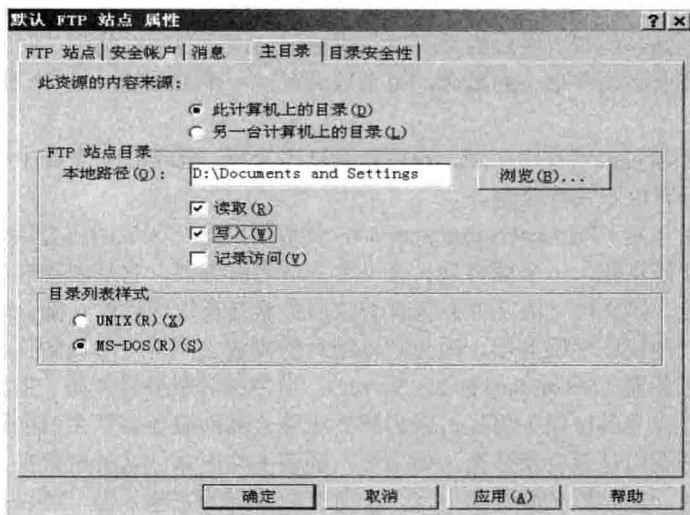 默认 FTP 站点 属性
FTP 站点 安全帐户 消息 主目录 目录安全性
此资源的内容来源：
此计算机上的目录(D)
另一台计算机上的目录(L)
FTP 站点目录
本地路径(O)： D:\Documents and Settings 浏览(B)...
读取(R)
写入(W)
记录访问(V)
目录列表样式
UNIX(R)(X)
MS-DOS(R)(S)
确定 取消 应用(A) 帮助